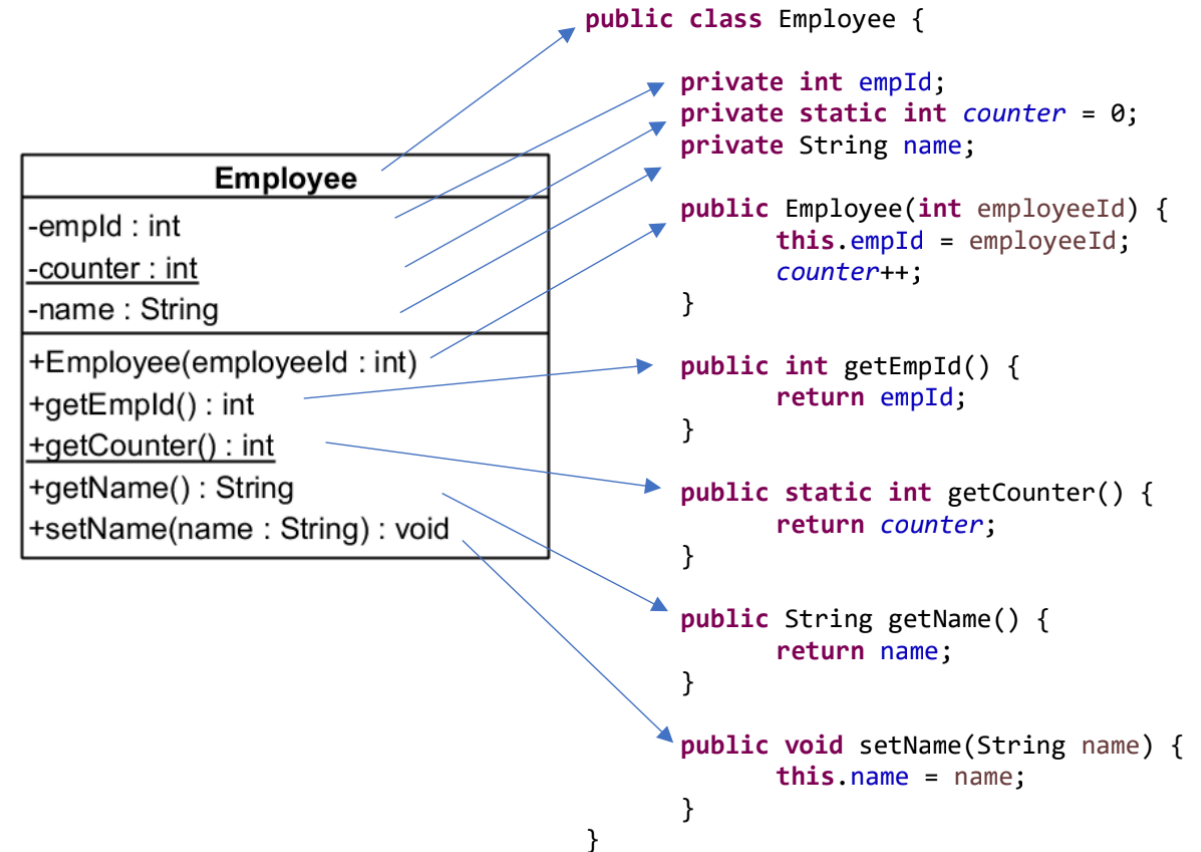 Employee
-empId : int
-counter : int
-name : String
+Employee(employeeId : int)
+getEmpId() : int
+getCounter() : int
+getName() : String
+setName(name : String) : void
public class Employee {
private int empId;
private static int counter = 0;
private String name;
public Employee(int employeeId) {
this.empId = employeeId;
counter++;
}
public int getEmpId() {
return empId;
}
public static int getCounter() {
return counter;
}
public String getName() {
return name;
}
public void setName(String name) {
this.name = name;
}
}